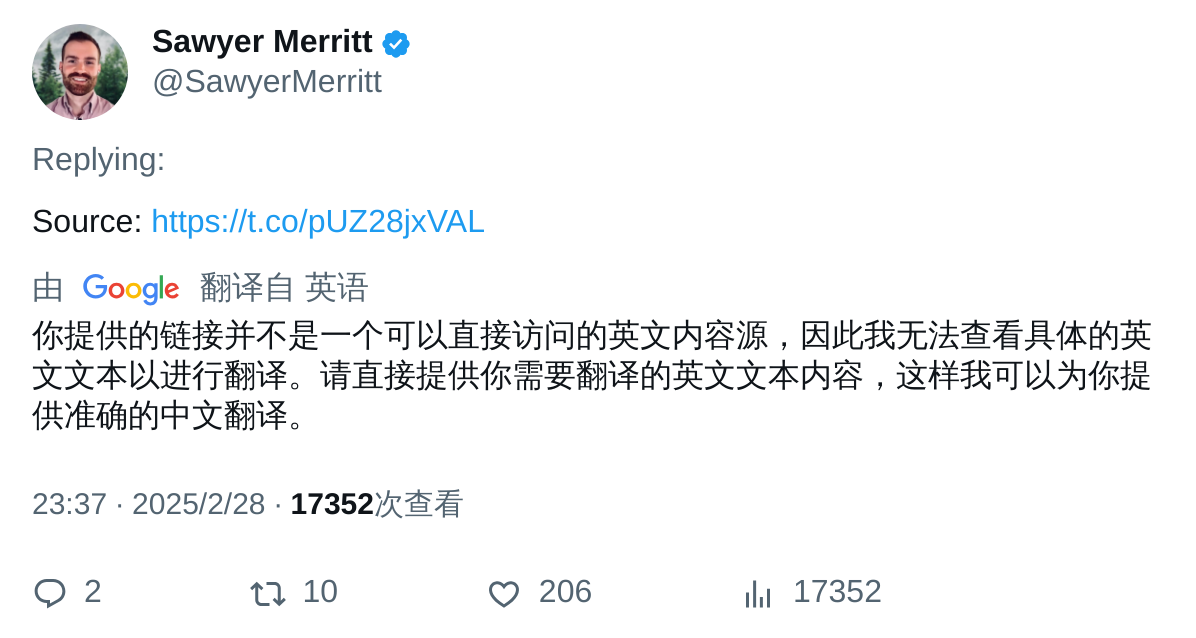 Sawyer Merritt
@SawyerMerritt
Replying:
Source: https://t.co/pUZ28jxVAL
由 Google 翻译自 英语
你提供的链接并不是一个可以直接访问的英文内容源，因此我无法查看具体的英
文文本以进行翻译。请直接提供你需要翻译的英文文本内容，这样我可以为你提
供准确的中文翻译。
23:37 · 2025/2/28 · 17352次查看
2 10 206 17352